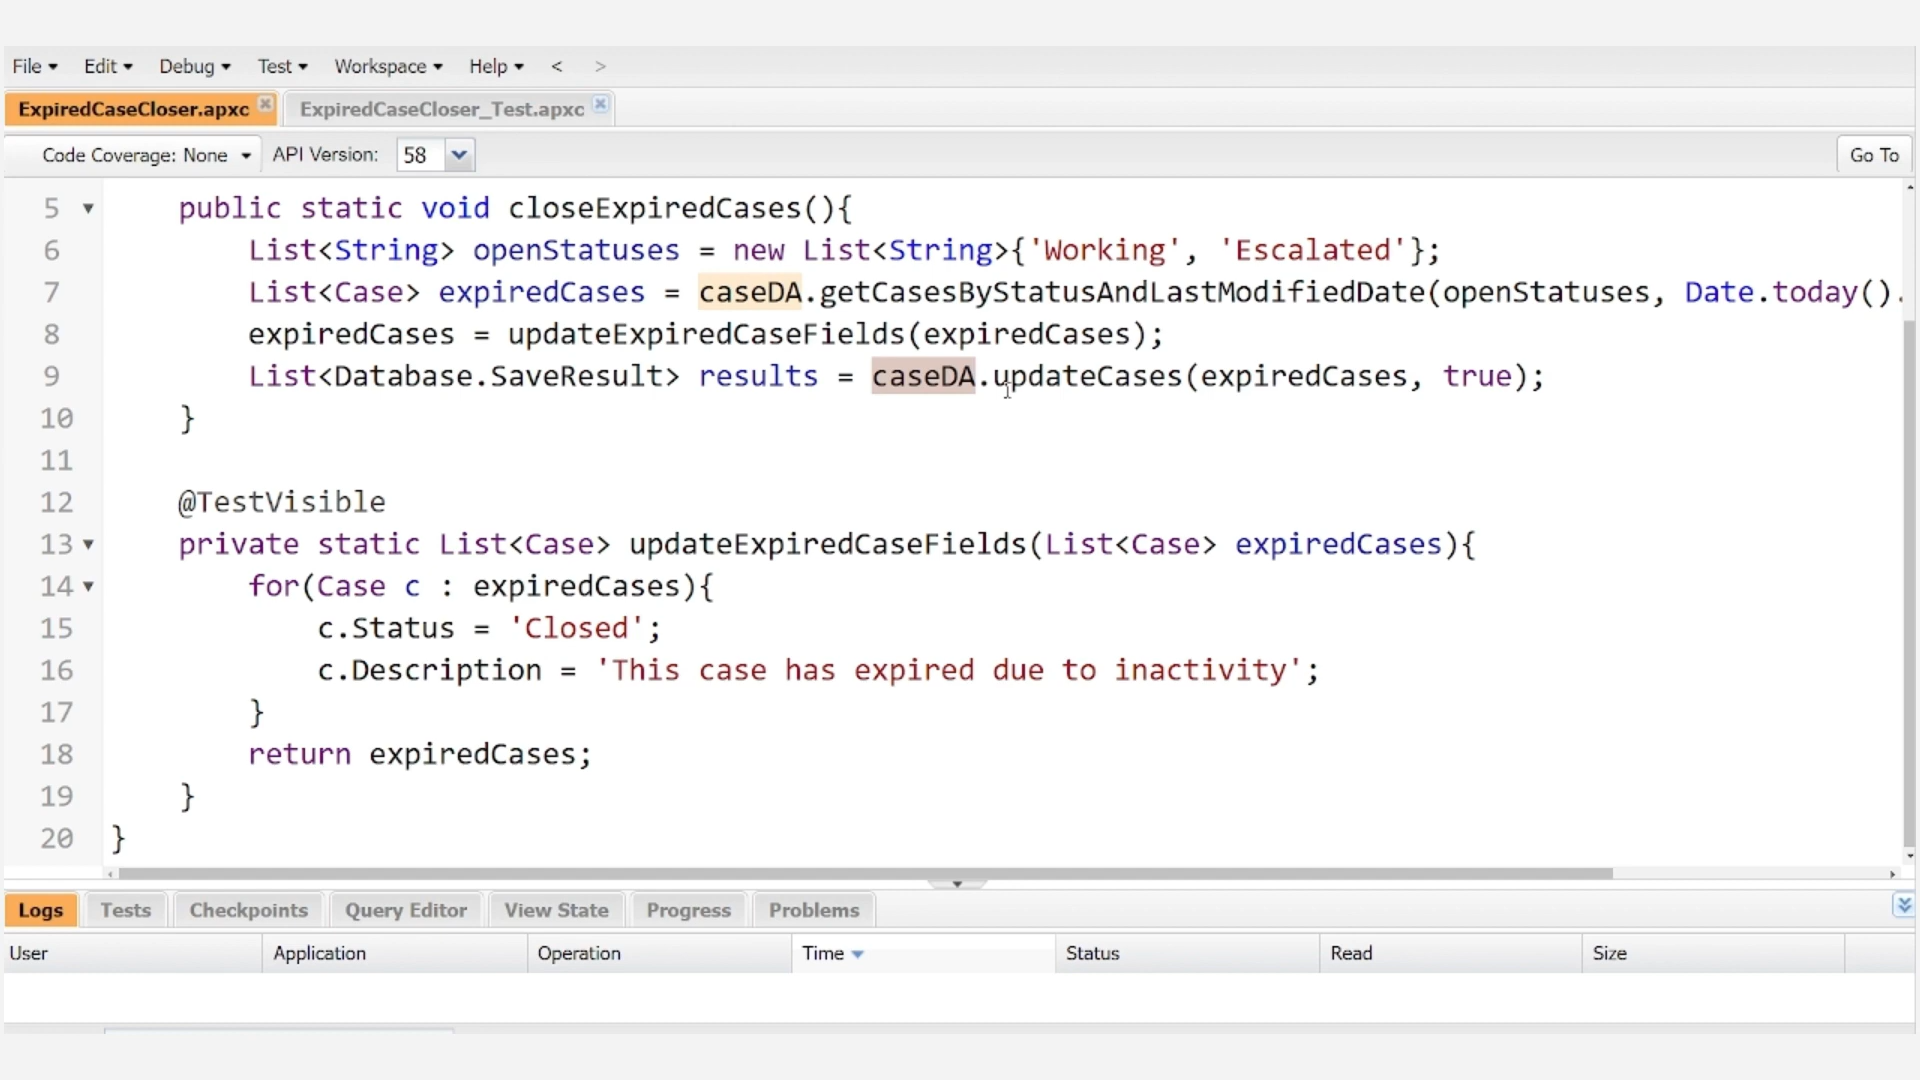 File Edit Debug Test Workspace Help < >
ExpiredCaseCloser.apxc ExpiredCaseCloser_Test.apxc
Code Coverage: None API Version: 58 Go To
5 public static void closeExpiredCases(){
6 List<String> openStatuses = new List<String>{'Working', 'Escalated'};
7 List<Case> expiredCases = caseDA.getCasesByStatusAndLastModifiedDate(openStatuses, Date.today().
8 expiredCases = updateExpiredCaseFields(expiredCases);
9 List<Database.SaveResult> results = caseDA.updateCases(expiredCases, true);
10 }
11
12 @TestVisible
13 private static List<Case> updateExpiredCaseFields(List<Case> expiredCases){
14 for(Case c : expiredCases){
15 c.Status = 'Closed';
16 c.Description = 'This case has expired due to inactivity';
17 }
18 return expiredCases;
19 }
20 }
Logs Tests Checkpoints Query Editor View State Progress Problems
User Application Operation Time Status Read Size